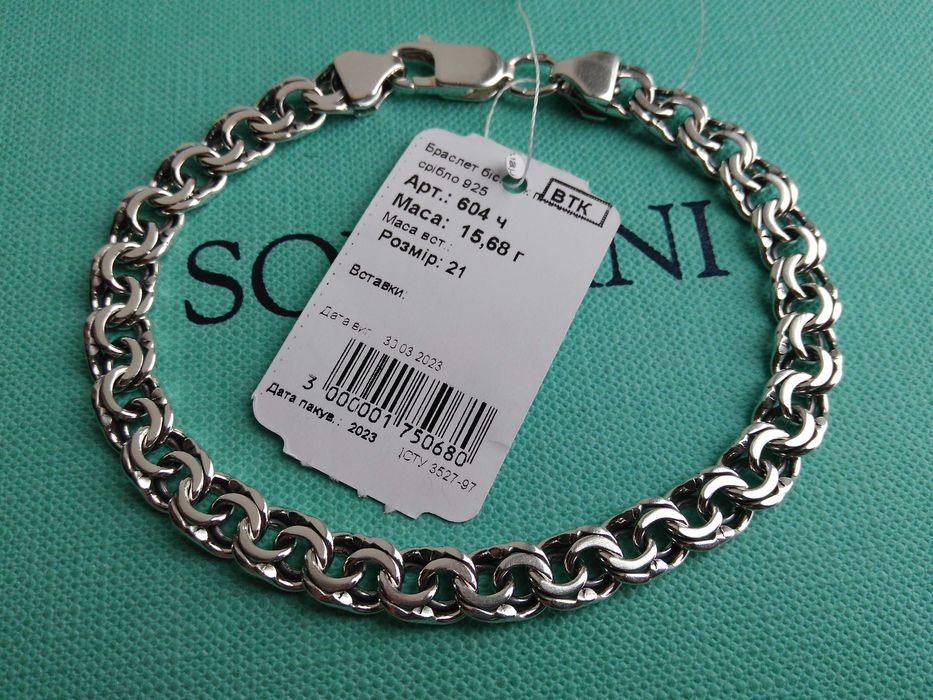 Браслет
срібло 925
ВТК
Арт.: 604 ч
Маса: 15,68 г
Маса вст.:
Розмір: 21
Вставки:
Дата виг. 30 03 2023
3 000001 750680
Дата пакув.: 2023
ДСТУ 3527-97